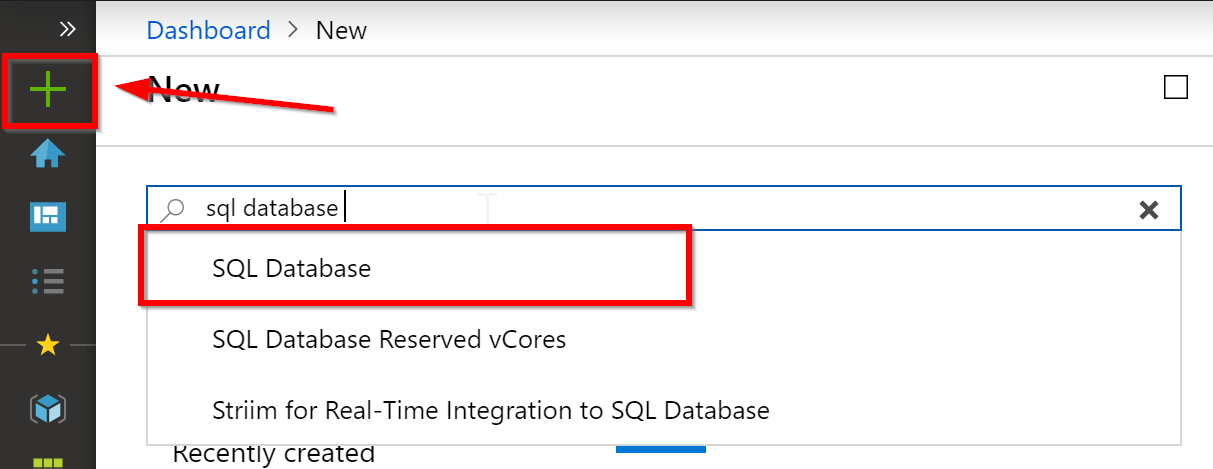 Dashboard > New
New
sql database
SQL Database
SQL Database Reserved vCores
Striim for Real-Time Integration to SQL Database
Recently created